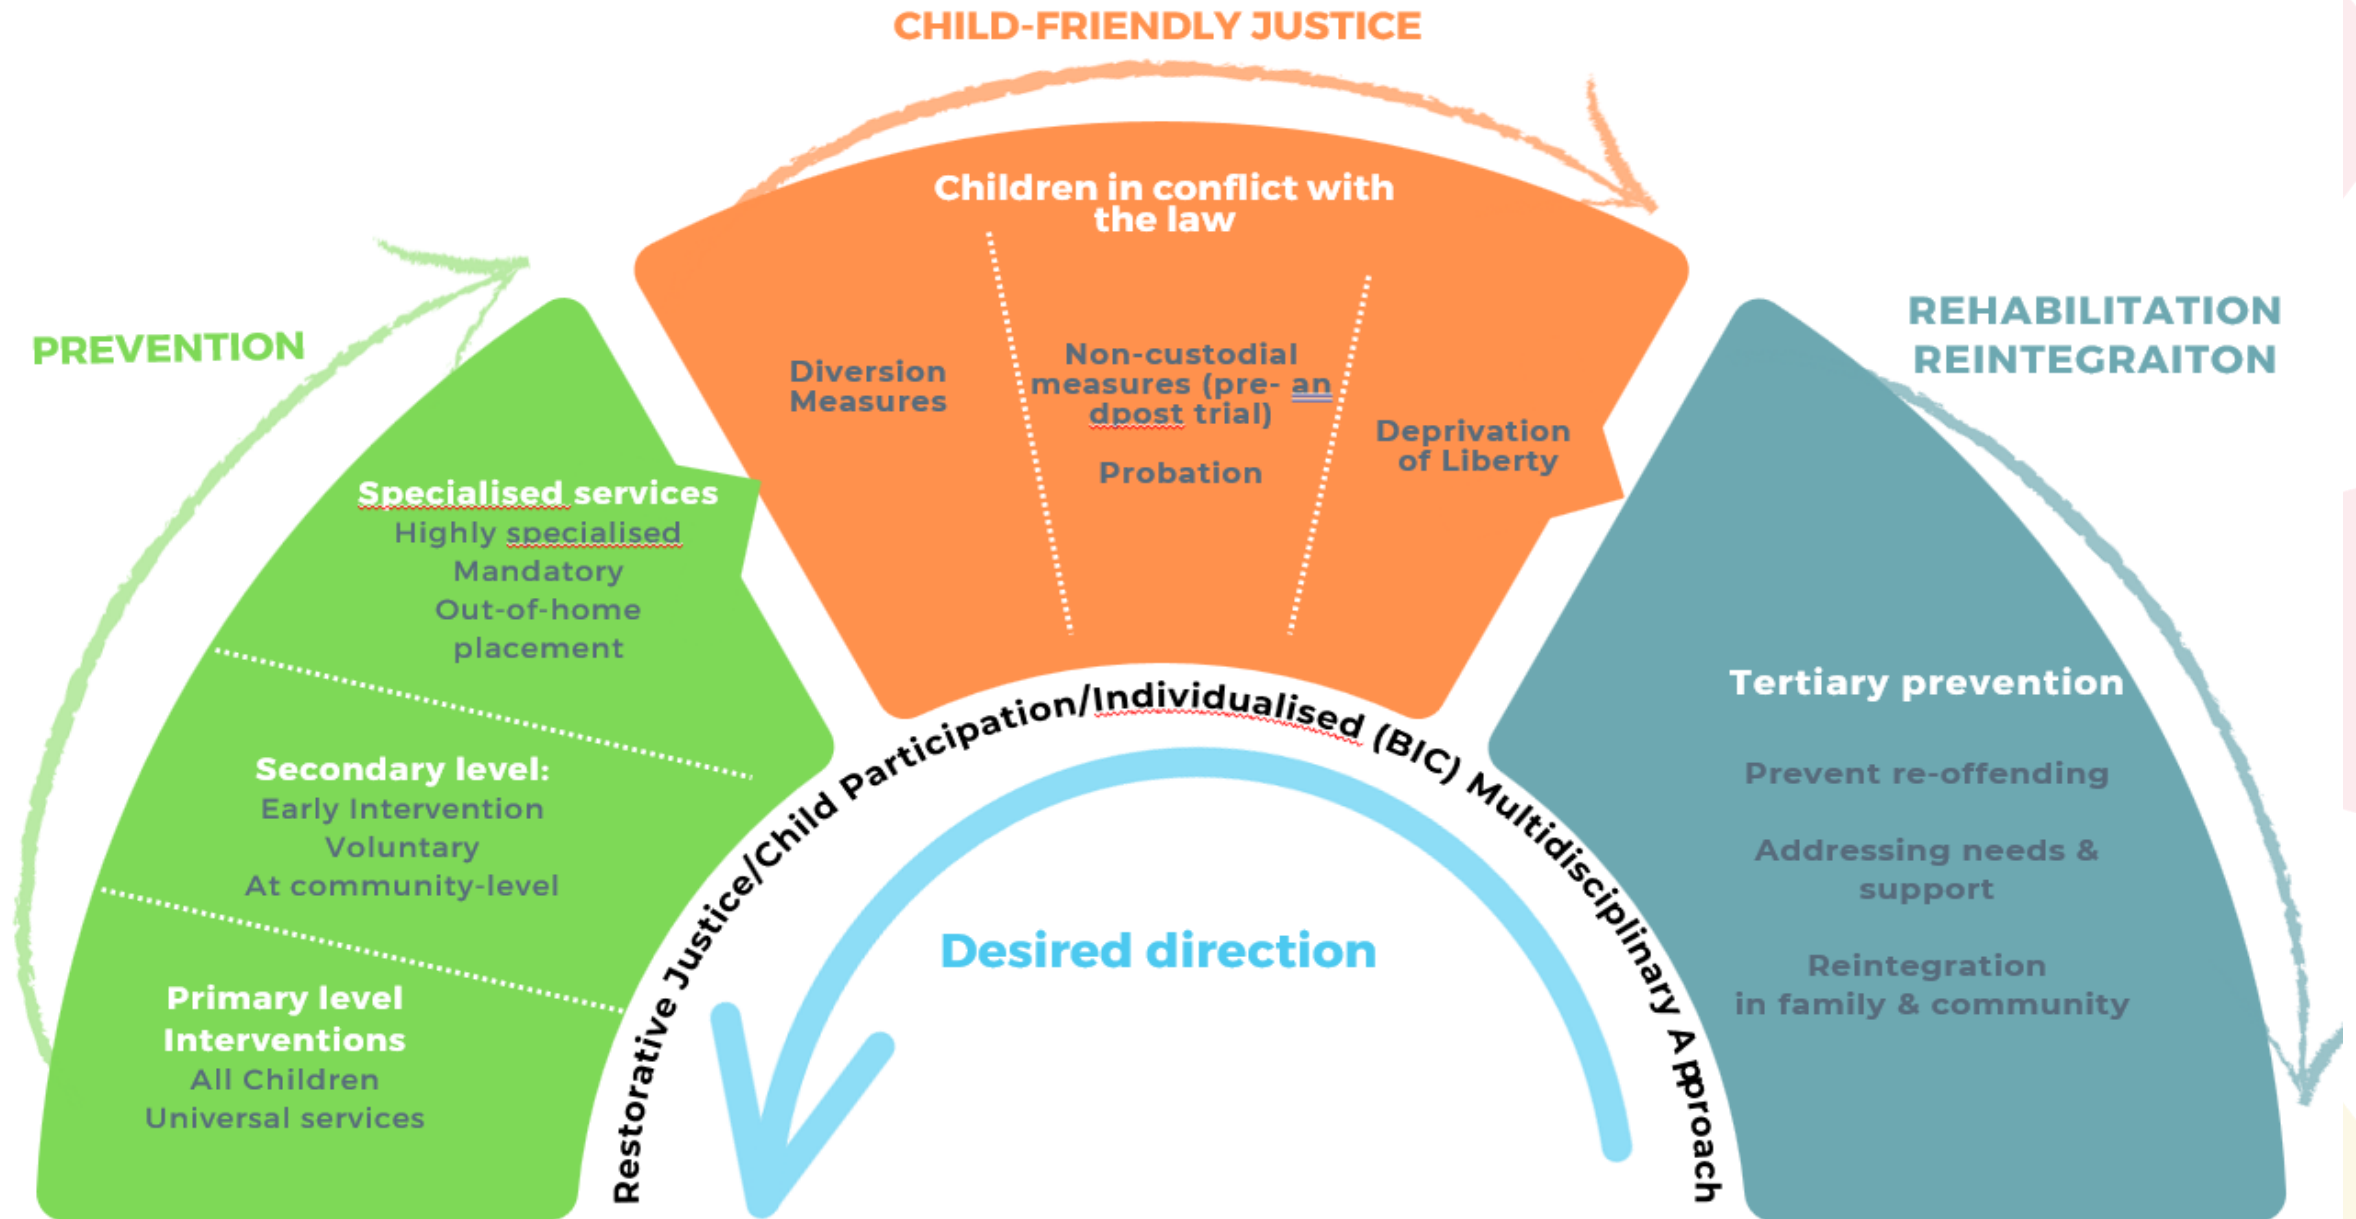 CHILD-FRIENDLY JUSTICE
PREVENTION
REHABILITATION
REINTEGRAITON
Children in conflict with
the law
Diversion
Measures
Non-custodial
measures (pre- an
dpost trial)
Probation
Deprivation
of Liberty
Specialised services
Highly specialised
Mandatory
Out-of-home
placement
Secondary level:
Early Intervention
Voluntary
At community-level
Primary level
Interventions
All Children
Universal services
Tertiary prevention
Prevent re-offending
Addressing needs &
support
Reintegration
in family & community
Restorative Justice/Child Participation/Individualised (BIC) Multidisciplinary Approach
Desired direction